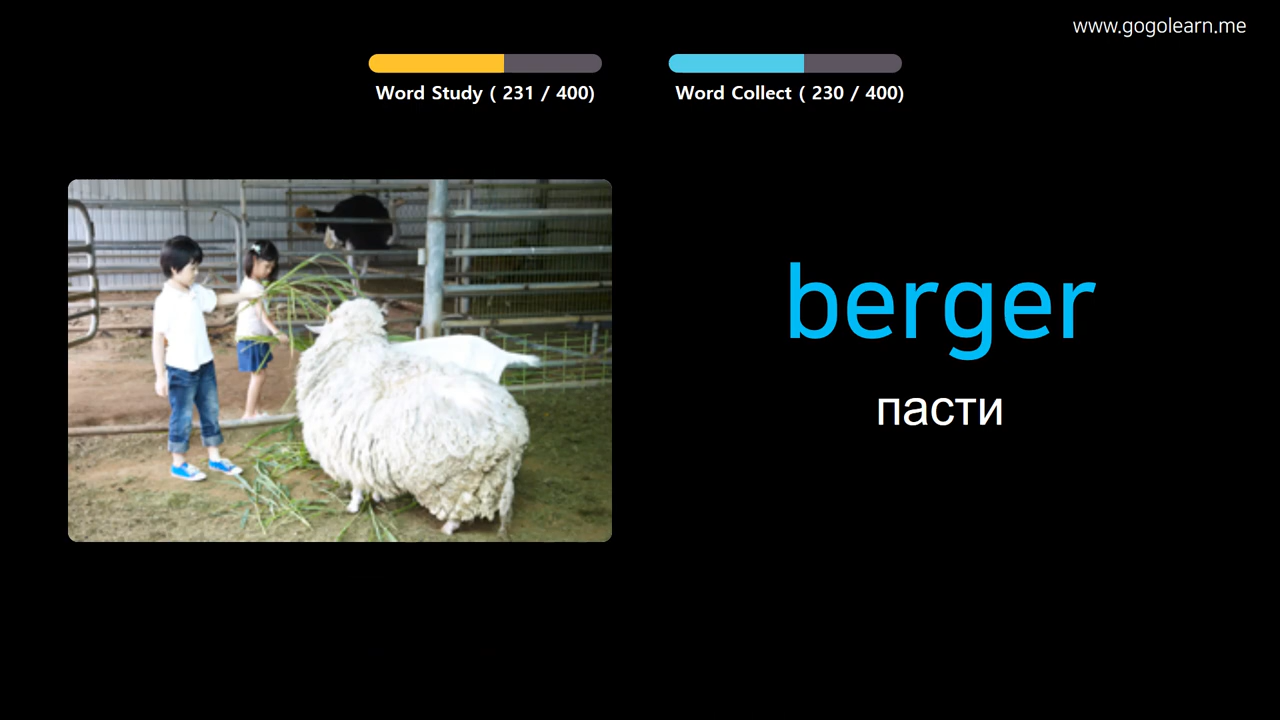 www.gogolearn.me
Word Study ( 231 / 400)
Word Collect ( 230 / 400)
berger
пасти